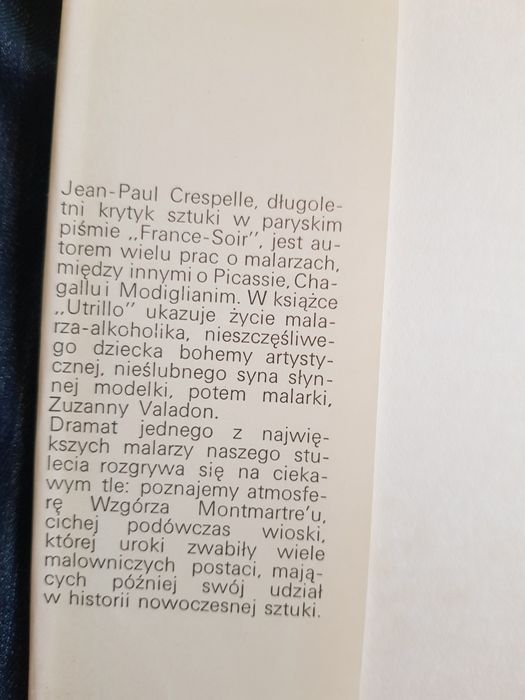 Jean-Paul Crespelle, długole-
tni krytyk sztuki w paryskim
piśmie „France-Soir", jest au-
torem wielu prac o malarzach,
między innymi o Picassie, Cha-
gallu i Modiglianim. W książce
„Utrillo" ukazuje życie mala-
rza-alkoholika, nieszczęśliwe-
go dziecka bohemy artysty-
cznej, nieślubnego syna słyn-
nej modelki, potem malarki,
Zuzanny Valadon.
Dramat jednego z najwię-
kszych malarzy naszego stu-
lecia rozgrywa się na cieka-
wym tle: poznajemy atmosfe-
rę Wzgórza Montmartre'u,
cichej podówczas wioski,
której uroki zwabiły wiele
malowniczych postaci, mają-
cych później swój udział
w historii nowoczesnej sztuki.